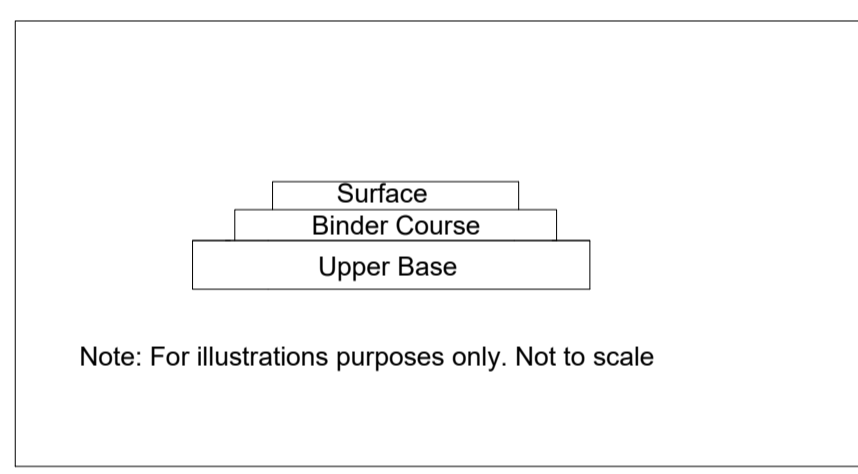 Surface
Binder Course
Upper Base
Note: For illustrations purposes only. Not to scale